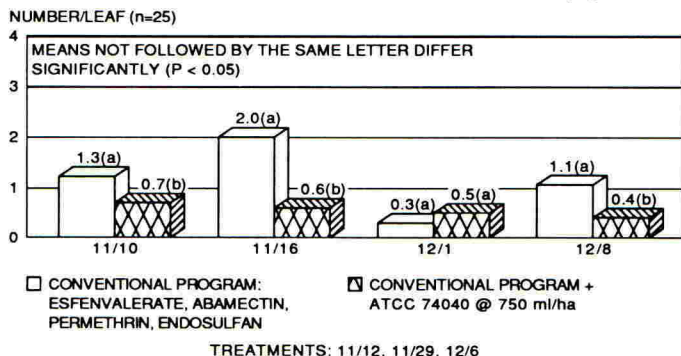 NUMBER/LEAF (n=25)
4
MEANS NOT FOLLOWED BY THE SAME LETTER DIFFER
SIGNIFICANTLY (P < 0.05)
3
2
2.0(a)
1.3(a)
1.1(a)
1
0.7(b)
0.6(b)
0.3(a)
0.5(a)
0.4(b)
0
11/10
11/16
12/1
12/8
CONVENTIONAL PROGRAM:
ESFENVALERATE, ABAMECTIN,
PERMETHRIN, ENDOSULFAN
CONVENTIONAL PROGRAM +
ATCC 74040 @ 750 ml/ha
TREATMENTS: 11/12, 11/29, 12/6